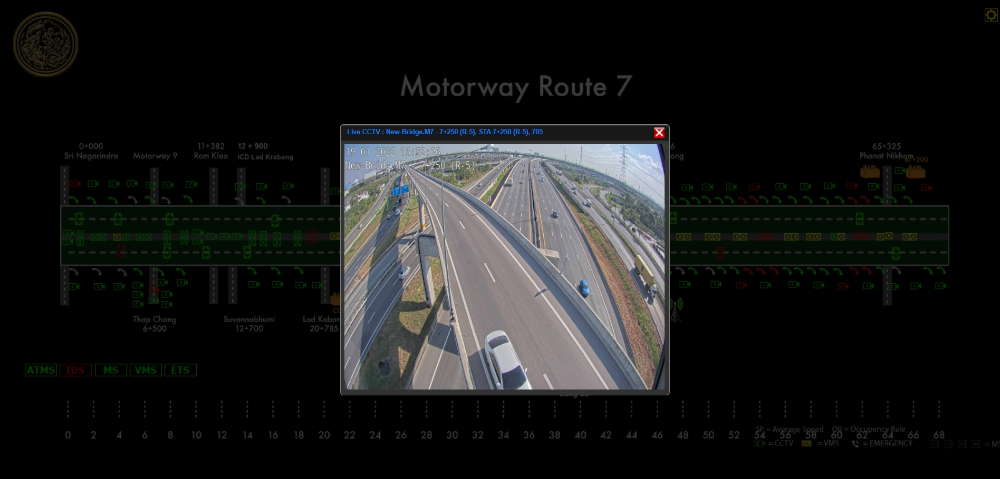 Motorway Route 7
Live CCTV : New-Bridge.M7 - 7+250 (R-5), STA 7+250 (R-5), 705
19 01 2022 15:32:26
New-Bridg.M7 - 7+250 (R-5)
0+000
Sri Nagarindra
Motorway 9
11+382
Rom Klao
12 + 900
ICD Lad Krabang
65+325
Phanat Nikhom
67+200
Thap Chang
6+500
Suvannabhumi
12+700
Lad Kaban
20+785
ATMS IDS MS VMS ETS
0 2 4 6 8 10 12 14 16 18 20 22 24 26 28 30 32 34 36 38 40 42 44 46 48 50 52 54 56 58 60 62 64 66 68
SP = Average Speed OR = Occupency Rale
= CCTV VMS = VMS = EMERGENCY = MS